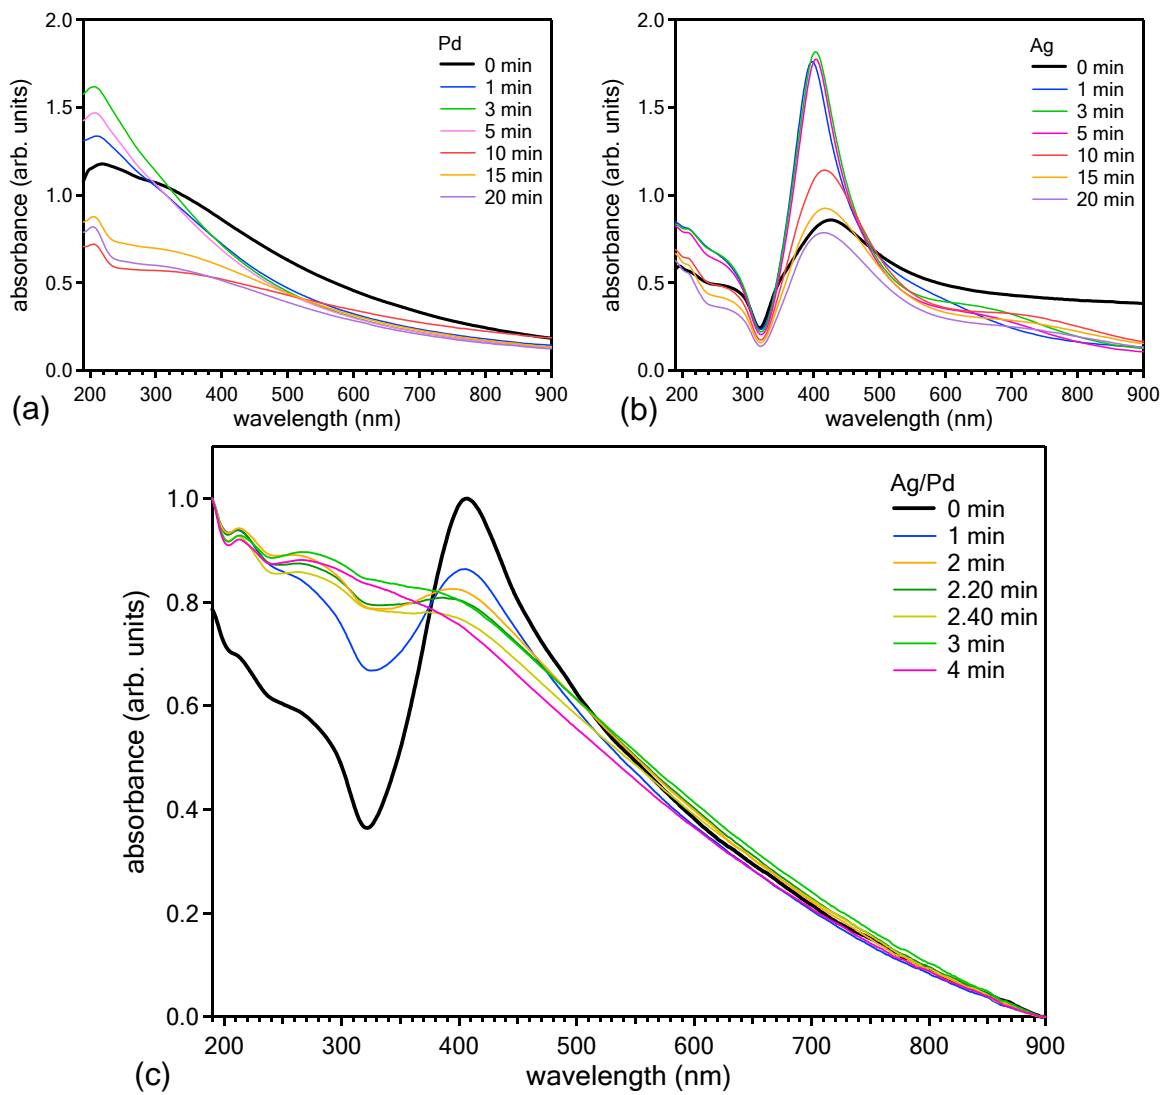 2.0
1.5
1.0
0.5
0.0
absorbance (arb. units)
Pd
0 min
1 min
3 min
5 min
10 min
15 min
20 min
200 300 400 500 600 700 800 900
wavelength (nm)
(a)
2.0
1.5
1.0
0.5
0.0
absorbance (arb. units)
Ag
0 min
1 min
3 min
5 min
10 min
15 min
20 min
200 300 400 500 600 700 800 900
wavelength (nm)
(b)
1.0
0.8
0.6
0.4
0.2
0.0
absorbance (arb. units)
Ag/Pd
0 min
1 min
2 min
2.20 min
2.40 min
3 min
4 min
200 300 400 500 600 700 800 900
wavelength (nm)
(c)